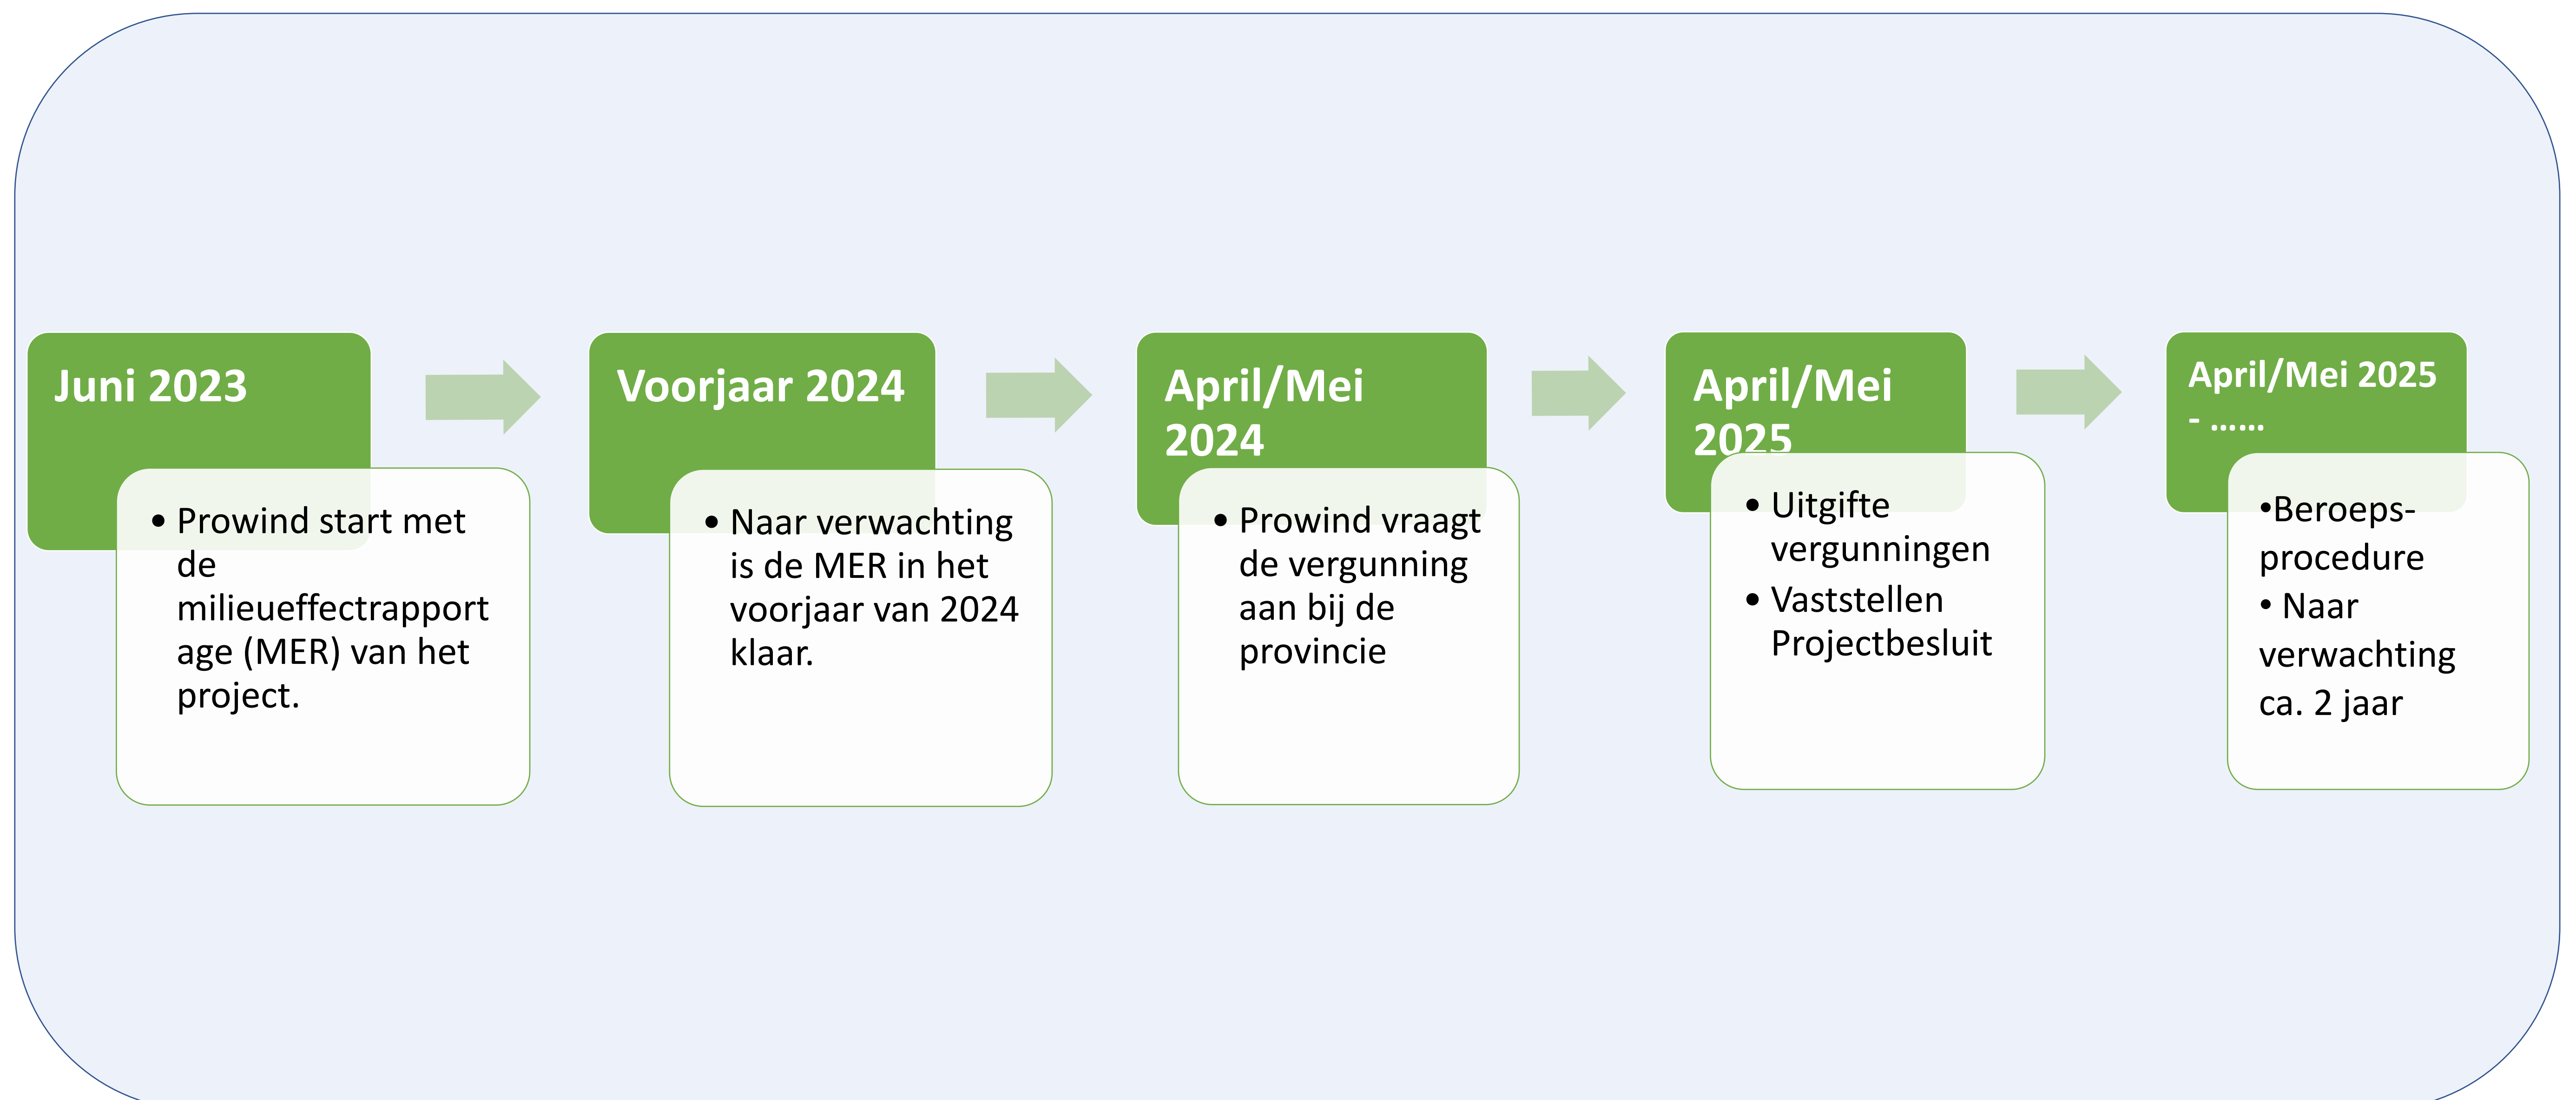 Juni 2023
• Prowind start met
de
milieueffectrapport
age (MER) van het
project.
Voorjaar 2024
• Naar verwachting
is de MER in het
voorjaar van 2024
klaar.
April/Mei
2024
• Prowind vraagt
de vergunning
aan bij de
provincie
April/Mei
2025
• Uitgifte
vergunningen
• Vaststellen
Projectbesluit
April/Mei 2025
- ......
•Beroeps-
procedure
• Naar
verwachting
ca. 2 jaar